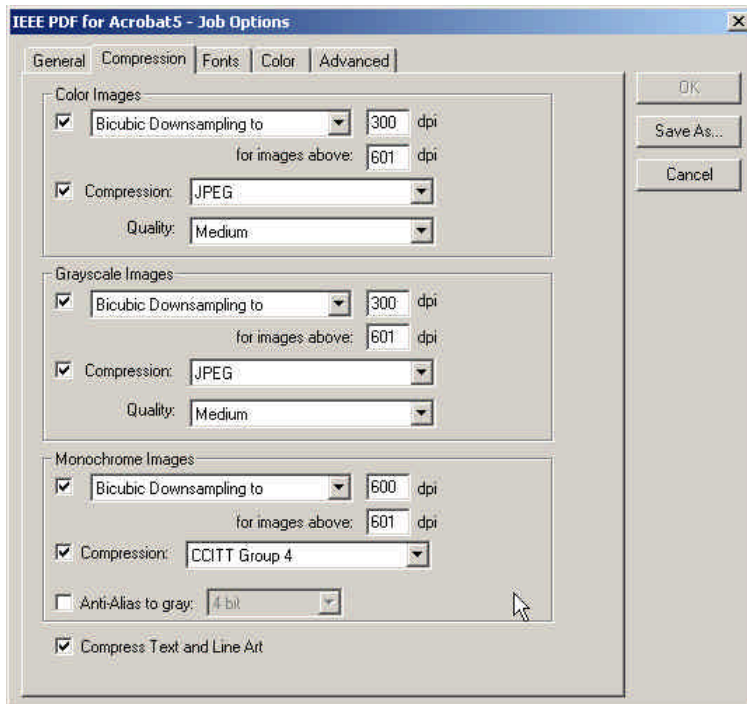 IEEE PDF for Acrobat5 - Job Options
General Compression Fonts Color Advanced
Color Images
Bicubic Downsampling to 300 dpi
for images above: 601 dpi
Compression: JPEG
Quality: Medium
Grayscale Images
Bicubic Downsampling to 300 dpi
for images above: 601 dpi
Compression: JPEG
Quality: Medium
Monochrome Images
Bicubic Downsampling to 600 dpi
for images above: 601 dpi
Compression: CCITT Group 4
Anti-Alias to gray: 4 bit
Compress Text and Line Art
OK
Save As...
Cancel